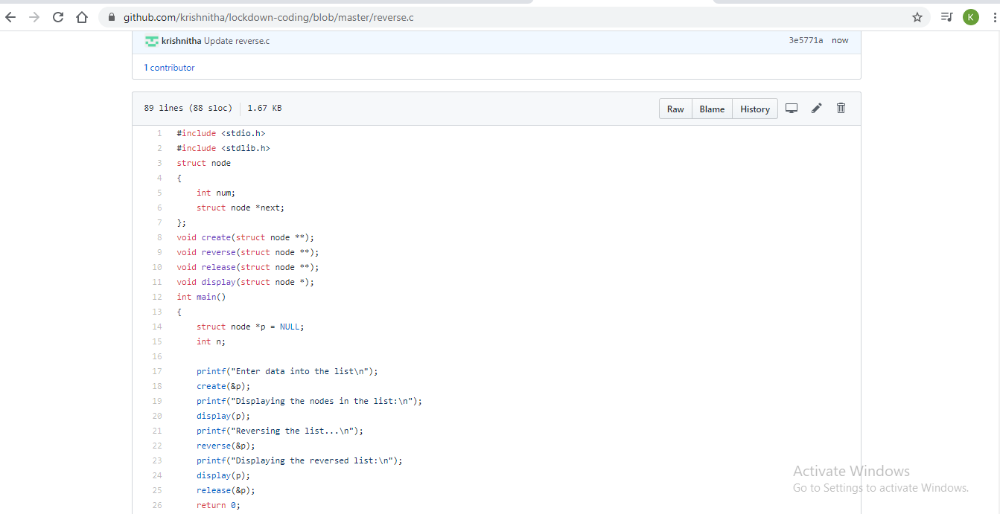 github.com/krishnitha/lockdown-coding/blob/master/reverse.c
K
krishnitha Update reverse.c 3e5771a now
1 contributor
89 lines (88 sloc) 1.67 KB Raw Blame History
1 #include <stdio.h>
2 #include <stdlib.h>
3 struct node
4 {
5     int num;
6     struct node *next;
7 };
8 void create(struct node **);
9 void reverse(struct node **);
10 void release(struct node **);
11 void display(struct node *);
12 int main()
13 {
14     struct node *p = NULL;
15     int n;
16
17     printf("Enter data into the list\n");
18     create(&p);
19     printf("Displaying the nodes in the list:\n");
20     display(p);
21     printf("Reversing the list...\n");
22     reverse(&p);
23     printf("Displaying the reversed list:\n");
24     display(p);
25     release(&p);
26     return 0;
Activate Windows
Go to Settings to activate Windows.